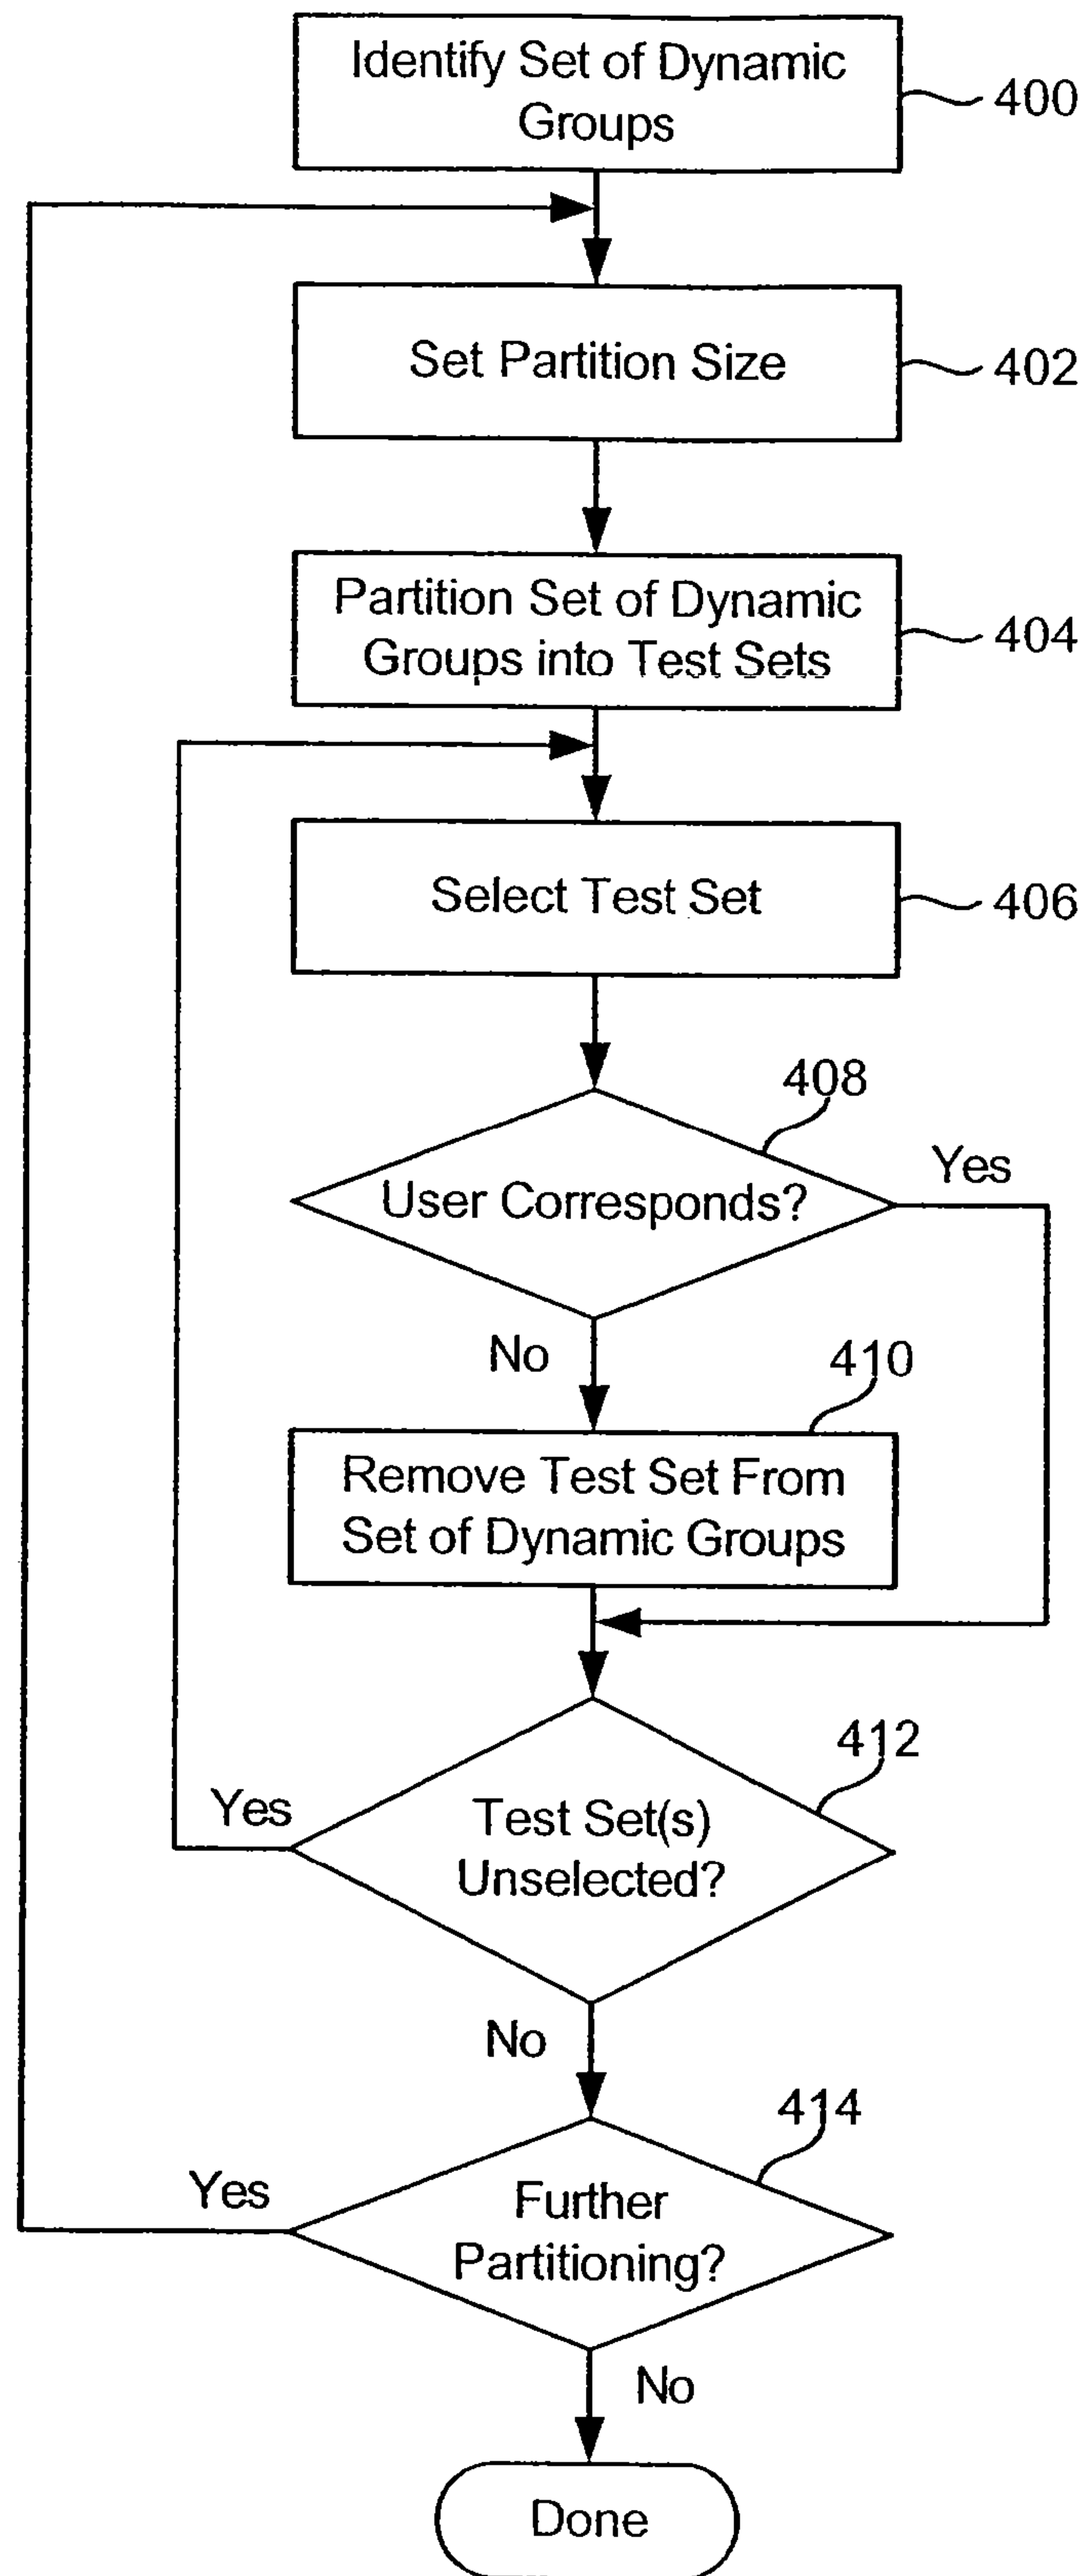 Identify Set of Dynamic
Groups
400
Set Partition Size
402
Partition Set of Dynamic
Groups into Test Sets
404
Select Test Set
406
408
User Corresponds?
Yes
No
410
Remove Test Set From
Set of Dynamic Groups
412
Test Set(s)
Unselected?
Yes
No
414
Further
Partitioning?
Yes
No
Done